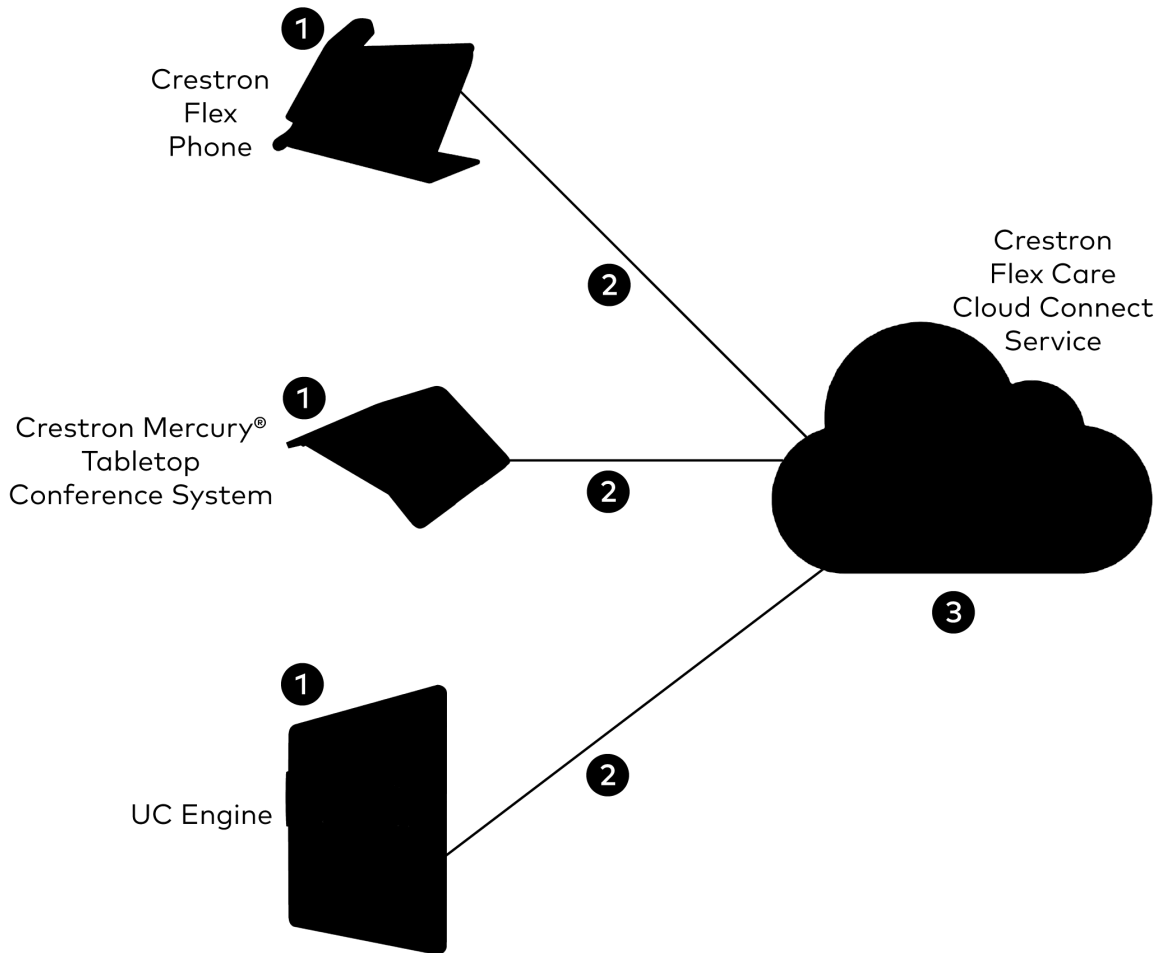 1
Crestron
Flex
Phone
2
Crestron
Flex Care
Cloud Connect
Service
1
Crestron Mercury®
Tabletop
Conference System
2
3
1
UC Engine
2